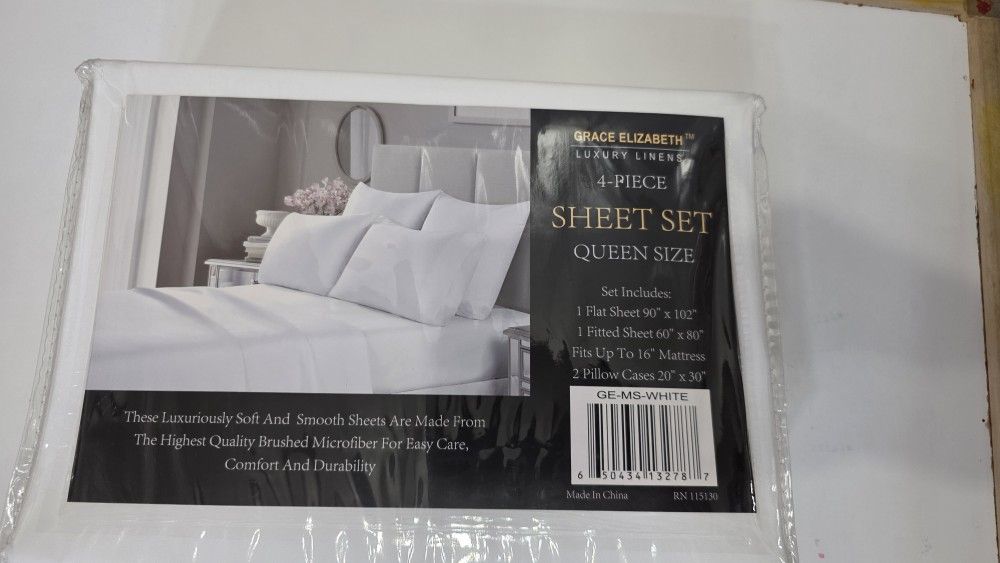 GRACE ELIZABETH™
LUXURY LINENS
4-PIECE
SHEET SET
QUEEN SIZE
Set Includes:
1 Flat Sheet 90" x 102"
1 Fitted Sheet 60" x 80"
Fits Up To 16" Mattress
2 Pillow Cases 20" x 30"
GE-MS-WHITE
6 50434 13278 7
Made In China RN 115130
These Luxuriously Soft And Smooth Sheets Are Made From
The Highest Quality Brushed Microfiber For Easy Care,
Comfort And Durability